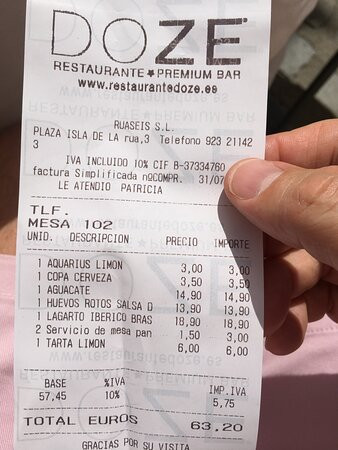 DOZE
RESTAURANTE★PREMIUM BAR
www.restaurantedoze.es
RUASEIS S.L.
PLAZA ISLA DE LA rua,3 Telefono 923 21142
3
IVA INCLUIDO 10% CIF B-37334760
factura Simplificada nºCOMPR. 31/07
LE ATENDIO PATRICIA
TLF.
MESA 102
UNID. DESCRIPCION PRECIO IMPORTE
1 AQUARIUS LIMON 3,00 3,00
1 COPA CERVEZA 3,50 3,50
1 AGUACATE 14,90 14,90
1 HUEVOS ROTOS SALSA D 13,90 13,90
1 LAGARTO IBERICO BRAS 18,90 18,90
2 Servicio de mesa pan 1,50 3,00
1 TARTA LIMON 6,00 6,00
BASE %IVA IMP.IVA
57,45 10% 5,75
TOTAL EUROS 63.20
GRACIAS POR SU VISITA